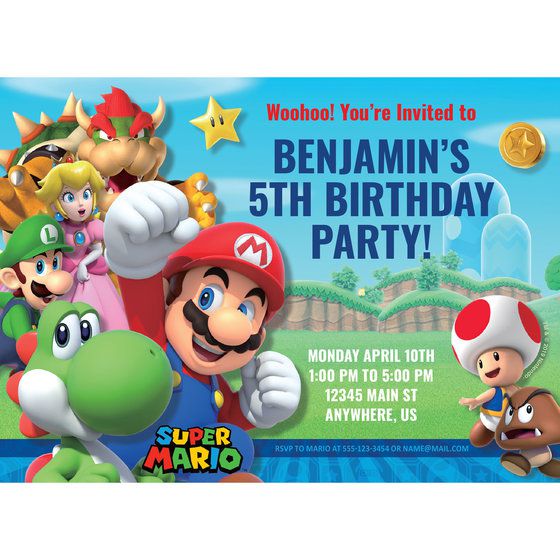 Woohoo! You're Invited to
BENJAMIN'S
5TH BIRTHDAY
PARTY!
MONDAY APRIL 10TH
1:00 PM TO 5:00 PM
12345 MAIN ST
ANYWHERE, US
SUPER
MARIO
RSVP TO MARIO AT 555-123-3454 OR NAME@MAIL.COM
M
L
Nintendo